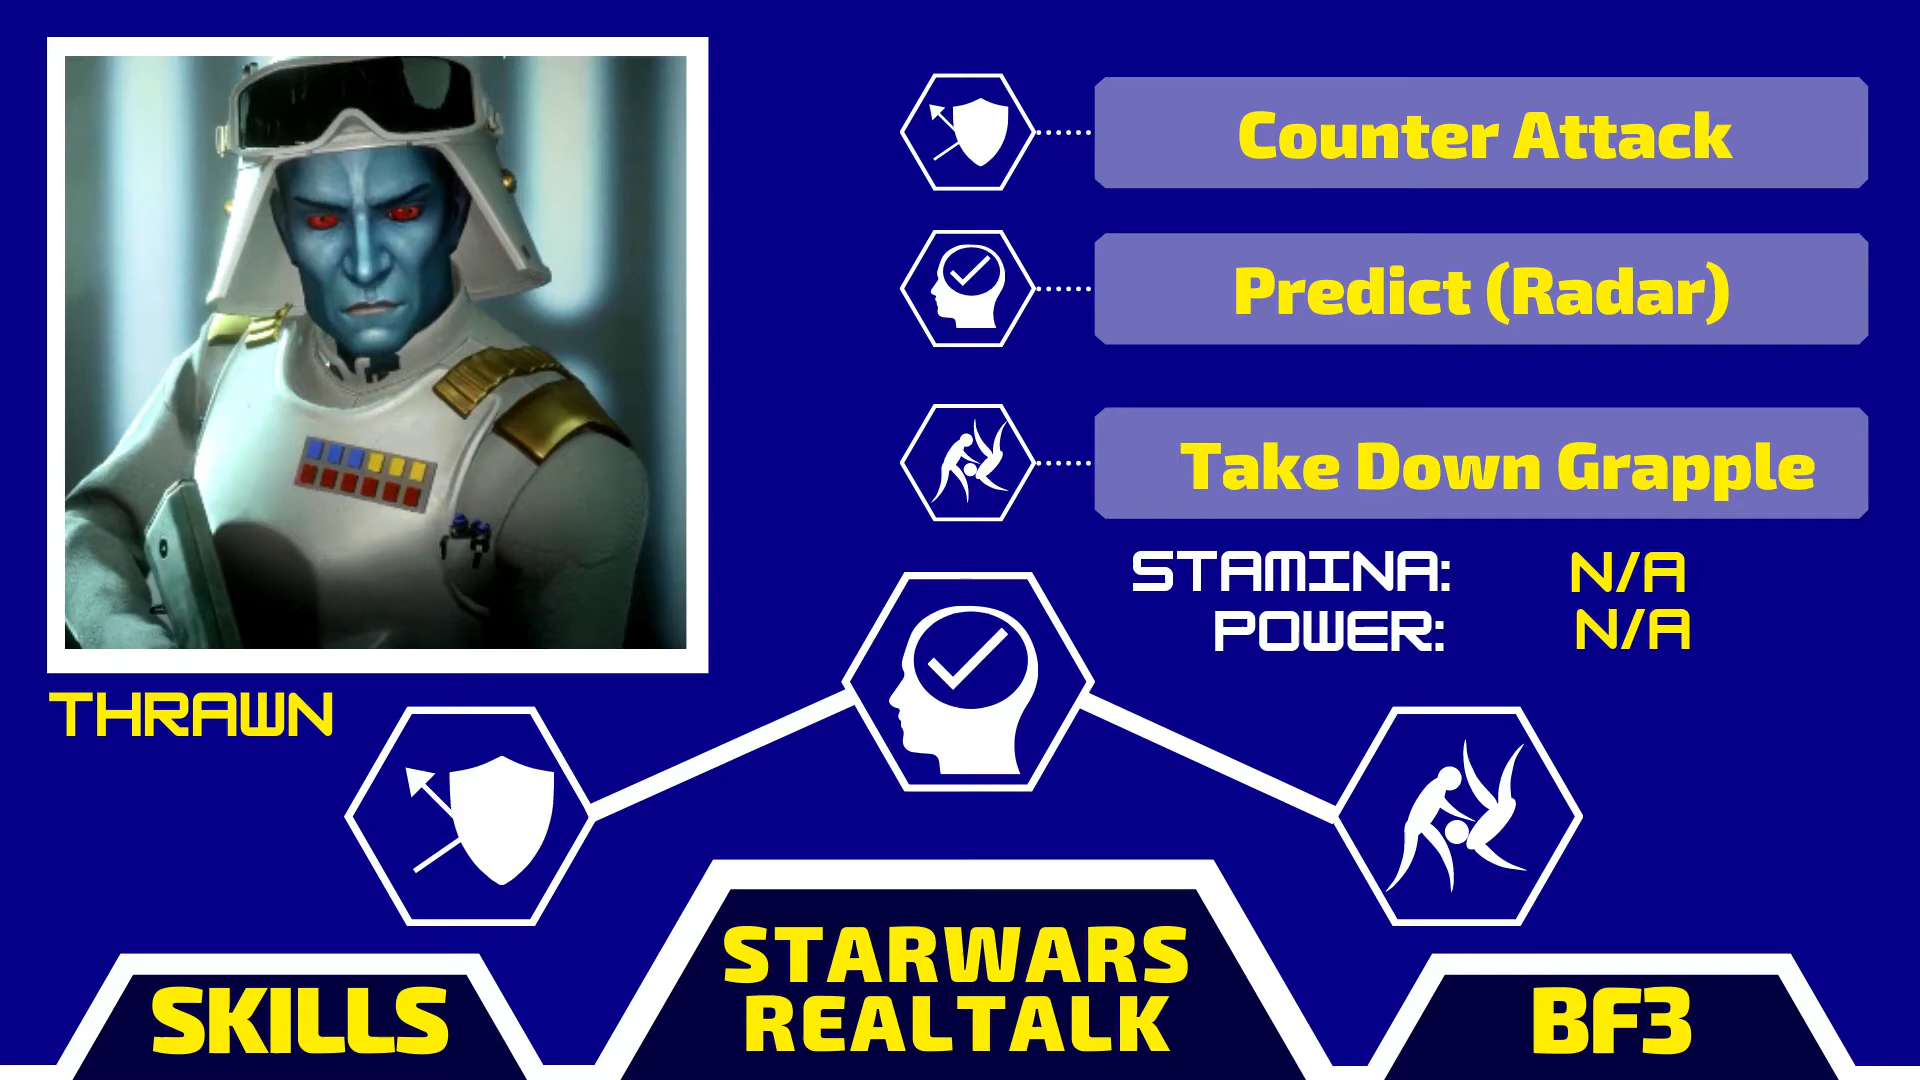 Counter Attack
Predict (Radar)
Take Down Grapple
STAMINA: N/A
POWER: N/A
THRAWN
SKILLS
STARWARS
REALTALK
BF3